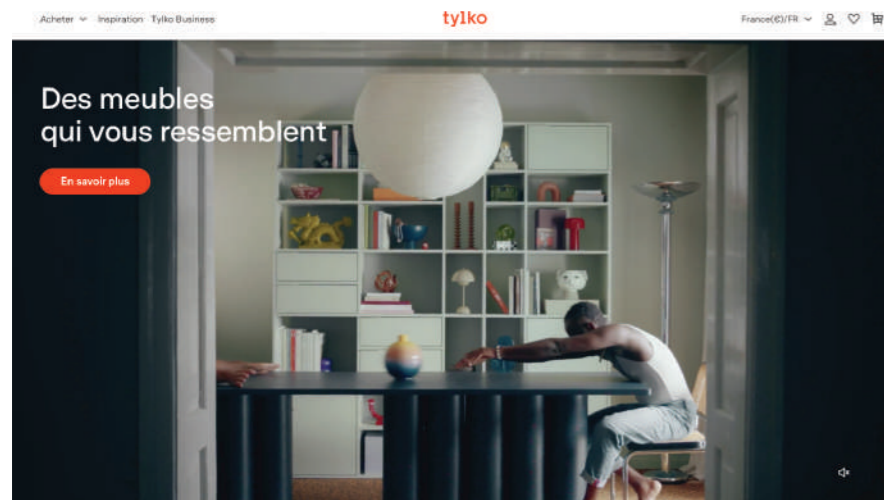 Acheter
Inspiration
Tylko Business
tylko
France(€)/FR
Des meubles
qui vous ressemblent
En savoir plus